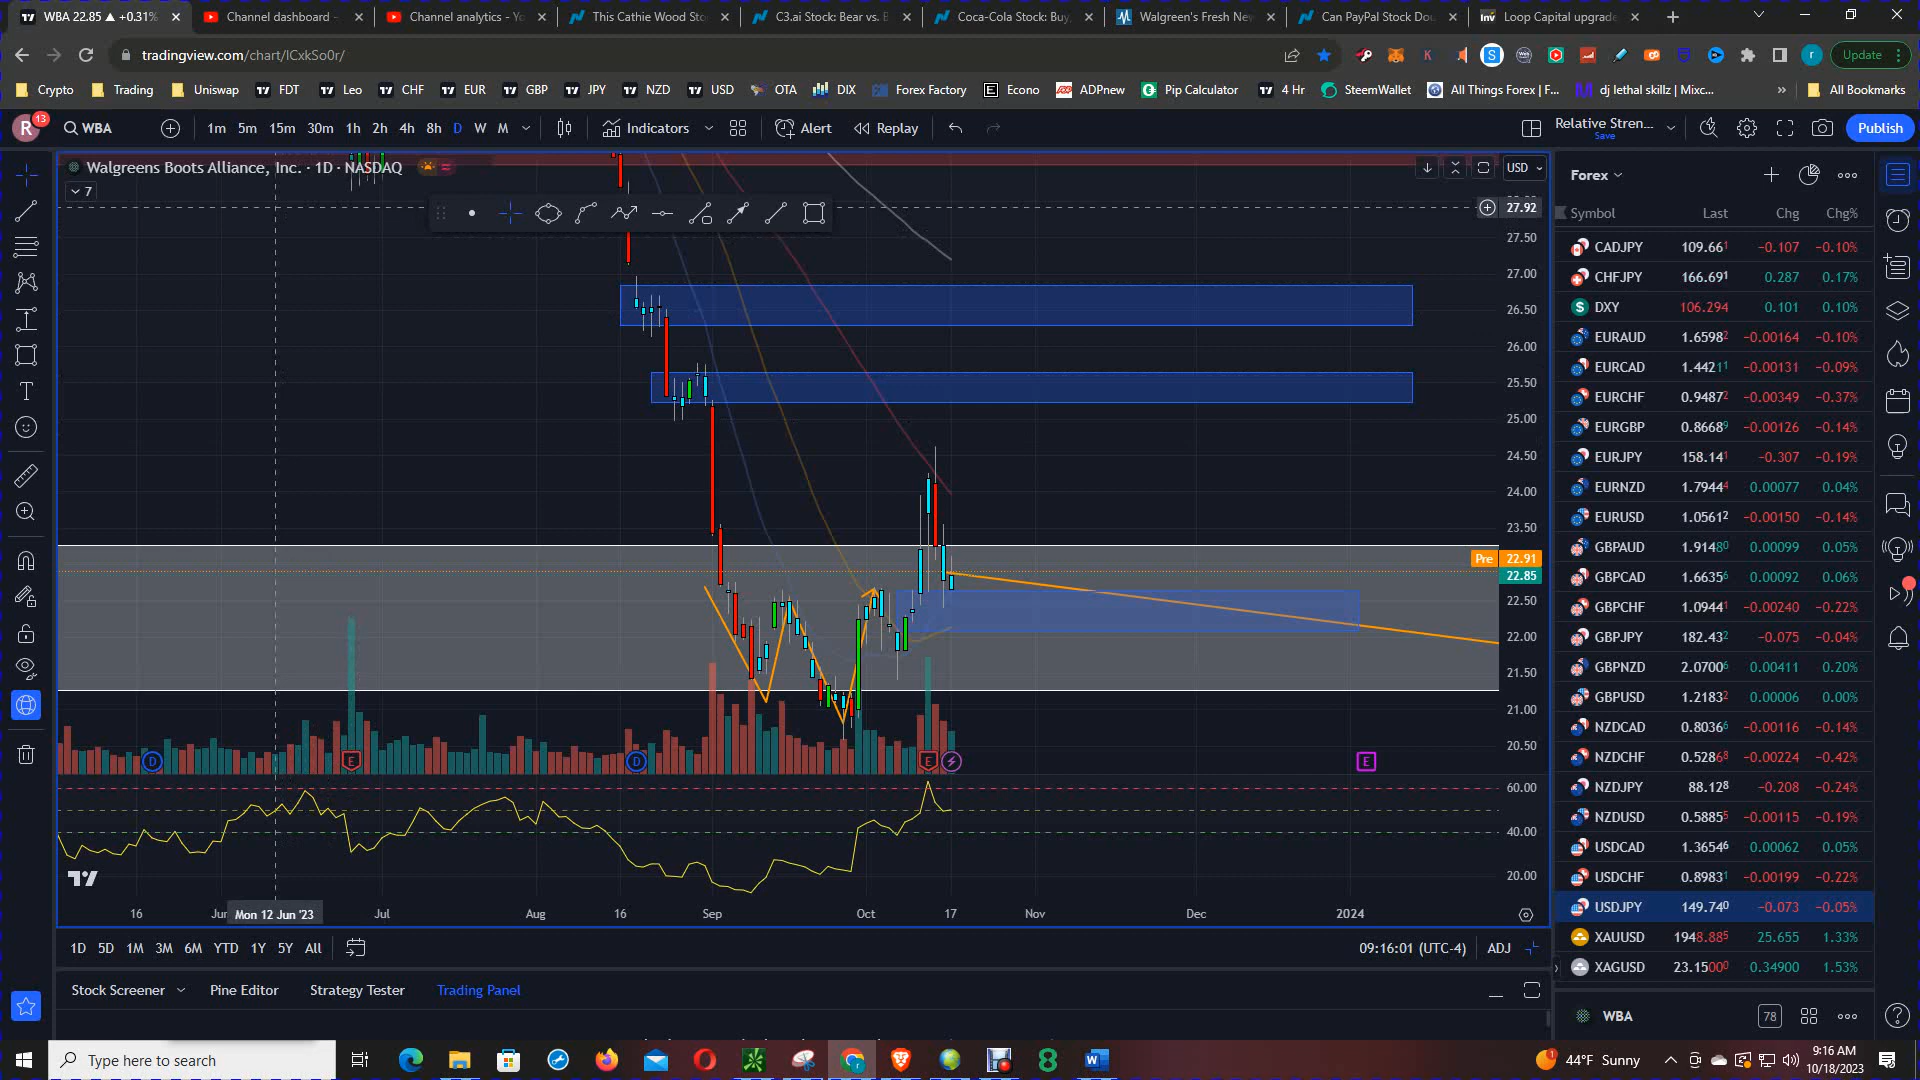 WBA 22.85 ▲ +0.31%
Channel dashboard -
Channel analytics - Yo
This Cathie Wood Sto
C3.ai Stock: Bear vs. B
Coca-Cola Stock: Buy,
Walgreen's Fresh New
Can PayPal Stock Dou
Loop Capital upgrade
tradingview.com/chart/lCxkSo0r/
Update
Crypto Trading Uniswap FDT Leo CHF EUR GBP JPY NZD USD OTA DIX Forex Factory Econo ADPnew Pip Calculator 4 Hr SteemWallet All Things Forex | F... dj lethal skillz | Mixc... » All Bookmarks
R 13 WBA 1m 5m 15m 30m 1h 2h 4h 8h D W M Indicators Alert Replay Relative Stren... Save Publish
Walgreens Boots Alliance, Inc. · 1D · NASDAQ
7
USD
27.92
27.50
27.00
26.50
26.00
25.50
25.00
24.50
24.00
23.50
Pre 22.91
22.85
22.50
22.00
21.50
21.00
20.50
D E D E E
60.00
40.00
20.00
16 Jun Mon 12 Jun '23 Jul Aug 16 Sep Oct 17 Nov Dec 2024
1D 5D 1M 3M 6M YTD 1Y 5Y All 09:16:01 (UTC-4) ADJ
Stock Screener Pine Editor Strategy Tester Trading Panel
Forex
Symbol Last Chg Chg%
CADJPY 109.661 −0.107 −0.10%
CHFJPY 166.691 0.287 0.17%
DXY 106.294 0.101 0.10%
EURAUD 1.65982 −0.00164 −0.10%
EURCAD 1.44211 −0.00131 −0.09%
EURCHF 0.94872 −0.00349 −0.37%
EURGBP 0.86689 −0.00126 −0.14%
EURJPY 158.141 −0.307 −0.19%
EURNZD 1.79444 0.00077 0.04%
EURUSD 1.05612 −0.00150 −0.14%
GBPAUD 1.91480 0.00099 0.05%
GBPCAD 1.66356 0.00092 0.06%
GBPCHF 1.09441 −0.00240 −0.22%
GBPJPY 182.432 −0.075 −0.04%
GBPNZD 2.07006 0.00411 0.20%
GBPUSD 1.21832 0.00006 0.00%
NZDCAD 0.80366 −0.00116 −0.14%
NZDCHF 0.52868 −0.00224 −0.42%
NZDJPY 88.128 −0.208 −0.24%
NZDUSD 0.58855 −0.00115 −0.19%
USDCAD 1.36546 0.00062 0.05%
USDCHF 0.89831 −0.00199 −0.22%
USDJPY 149.740 −0.073 −0.05%
XAUUSD 1948.885 25.655 1.33%
XAGUSD 23.15000 0.34900 1.53%
WBA 78
Type here to search
44°F Sunny
9:16 AM
10/18/2023